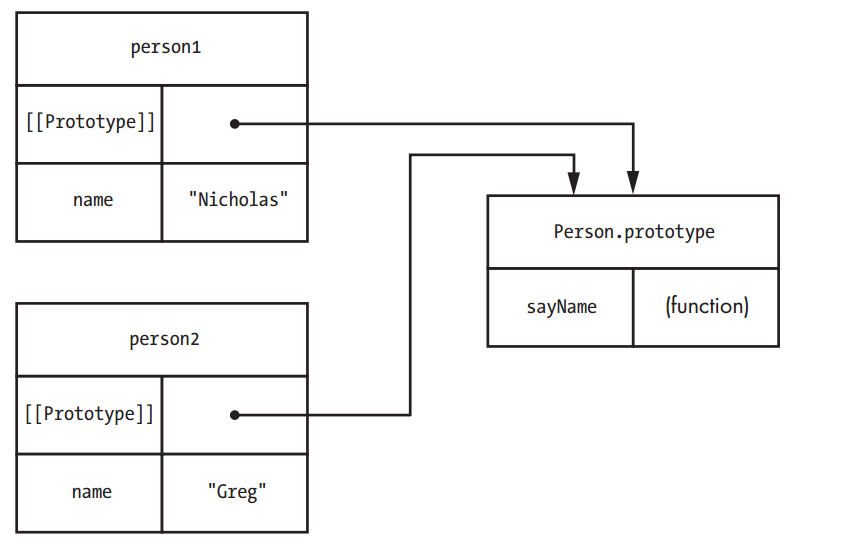 person1
[[Prototype]]
name "Nicholas"
Person.prototype
sayName (function)
person2
[[Prototype]]
name "Greg"